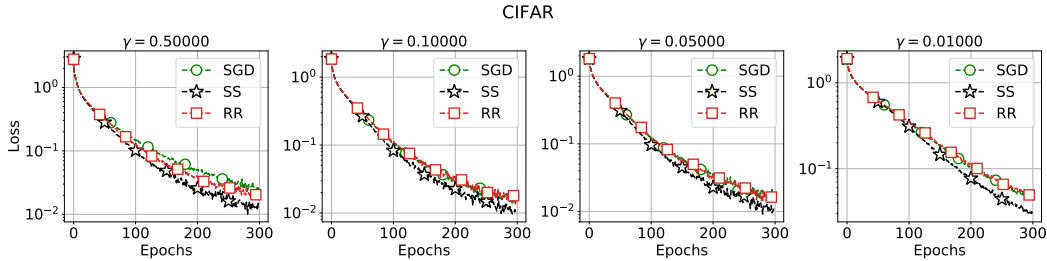 CIFAR
γ = 0.50000
γ = 0.10000
γ = 0.05000
γ = 0.01000
Loss
10⁰
10⁻¹
10⁻²
SGD
SS
RR
0 100 200 300
Epochs
10⁰
10⁻¹
10⁻²
SGD
SS
RR
0 100 200 300
Epochs
10⁰
10⁻¹
10⁻²
SGD
SS
RR
0 100 200 300
Epochs
10⁰
10⁻¹
SGD
SS
RR
0 100 200 300
Epochs